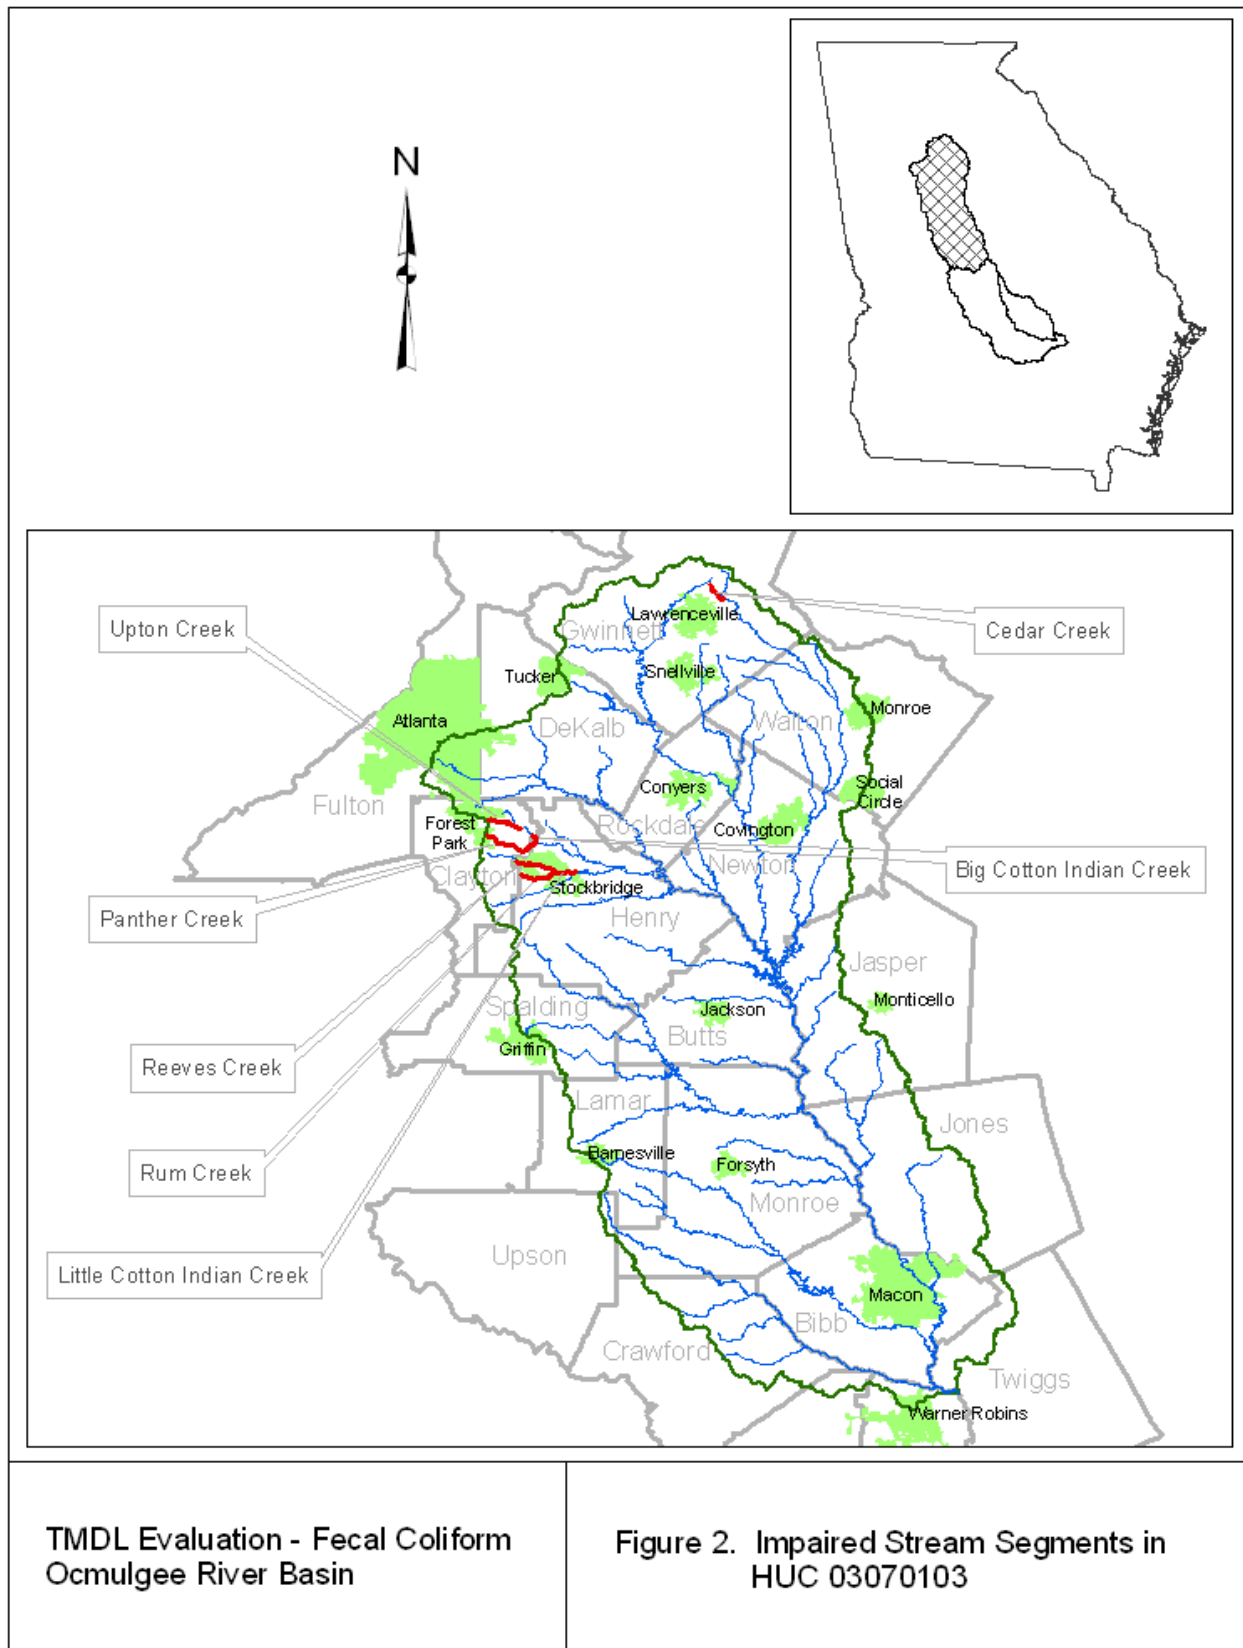 N
Upton Creek
Cedar Creek
Lawrenceville
Gwinnett
Tucker
Snellville
Atlanta
DeKalb
Walton
Monroe
Fulton
Conyers
Social
Circle
Forest
Park
Rockdale
Covington
Newton
Big Cotton Indian Creek
Clayton
Stockbridge
Panther Creek
Henry
Jasper
Monticello
Spalding
Jackson
Butts
Griffin
Reeves Creek
Lamar
Jones
Barnesville
Forsyth
Rum Creek
Monroe
Upson
Little Cotton Indian Creek
Macon
Bibb
Crawford
Twiggs
Warner Robins
TMDL Evaluation - Fecal Coliform
Ocmulgee River Basin
Figure 2. Impaired Stream Segments in
HUC 03070103